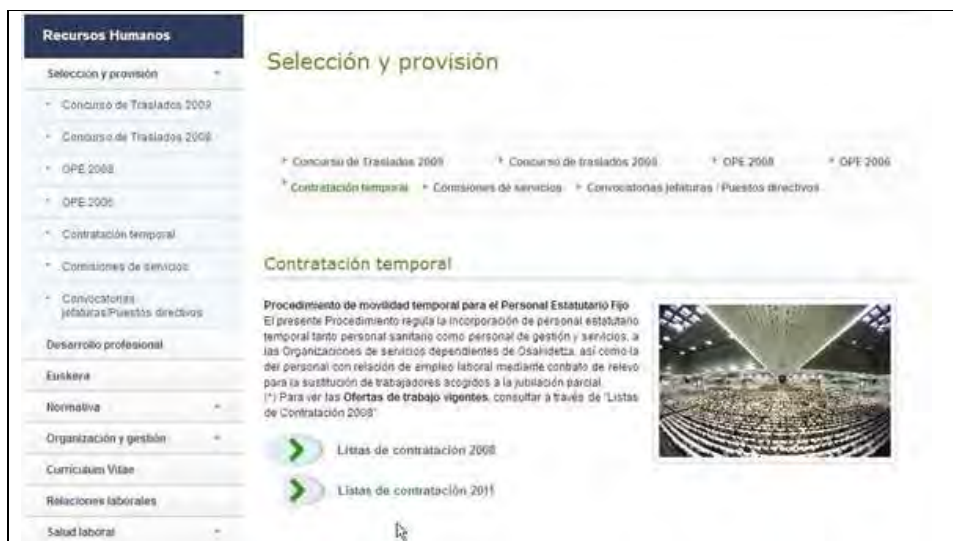 Recursos Humanos
Selección y provisión
Concurso de Traslados 2009
Concurso de Traslados 2008
OPE 2008
OPE 2006
Contratación temporal
Comisiones de servicios
Convocatorias
jefaturas/Puestos directivos
Desarrollo profesional
Euskera
Normativa
Organización y gestión
Curriculum Vitae
Relaciones laborales
Salud laboral
Selección y provisión
Concurso de Traslados 2009
Concurso de traslados 2008
OPE 2008
OPE 2006
Contratación temporal
Comisiones de servicios
Convocatorias jefaturas / Puestos directivos
Contratación temporal
Procedimiento de movilidad temporal para el Personal Estatutario Fijo
El presente Procedimiento regula la incorporación de personal estatutario
temporal tanto personal sanitario como personal de gestión y servicios, a
las Organizaciones de servicios dependientes de Osakidetza, así como la
del personal con relación de empleo laboral mediante contrato de relevo
para la sustitución de trabajadores acogidos a la jubilación parcial.
(*) Para ver las Ofertas de trabajo vigentes, consultar a través de "Listas
de Contratación 2008"
Listas de contratación 2008
Listas de contratación 2011